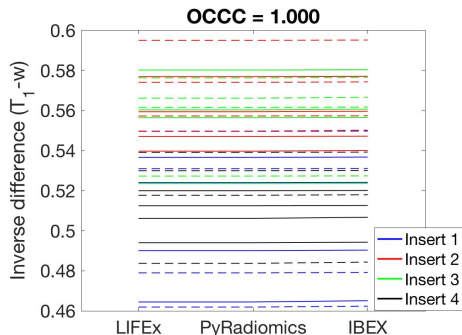 OCCC = 1.000
Inverse difference (T1-w)
0.6
0.58
0.56
0.54
0.52
0.5
0.48
0.46
LIFEx PyRadiomics IBEX
Insert 1
Insert 2
Insert 3
Insert 4